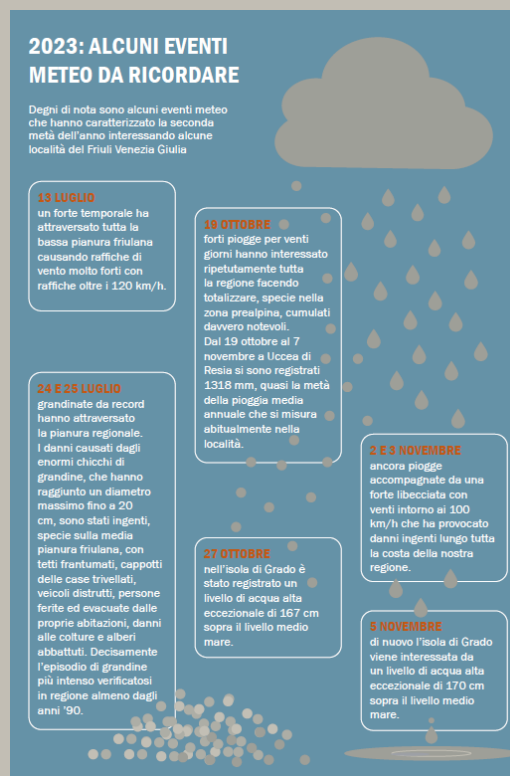 2023: ALCUNI EVENTI
METEO DA RICORDARE
Degni di nota sono alcuni eventi meteo
che hanno caratterizzato la seconda
metà dell'anno interessando alcune
località del Friuli Venezia Giulia
13 LUGLIO
un forte temporale ha
attraversato tutta la
bassa pianura friulana
causando raffiche di
vento molto forti con
raffiche oltre i 120 km/h.
24 E 25 LUGLIO
grandinate da record
hanno attraversato
la pianura regionale.
I danni causati dagli
enormi chicchi di
grandine, che hanno
raggiunto un diametro
massimo fino a 20
cm, sono stati ingenti,
specie sulla media
pianura friulana, con
tetti frantumati, cappotti
delle case trivellati,
veicoli distrutti, persone
ferite ed evacuate dalle
proprie abitazioni, danni
alle colture e alberi
abbattuti. Decisamente
l'episodio di grandine
più intenso verificatosi
in regione almeno dagli
anni '90.
19 OTTOBRE
forti piogge per venti
giorni hanno interessato
ripetutamente tutta
la regione facendo
totalizzare, specie nella
zona prealpina, cumulati
davvero notevoli.
Dal 19 ottobre al 7
novembre a Uccea di
Resia si sono registrati
1318 mm, quasi la metà
della pioggia media
annuale che si misura
abitualmente nella
località.
27 OTTOBRE
nell'isola di Grado è
stato registrato un
livello di acqua alta
eccezionale di 167 cm
sopra il livello medio
mare.
2 E 3 NOVEMBRE
ancora piogge
accompagnate da una
forte libecciata con
venti intorno ai 100
km/h che ha provocato
danni ingenti lungo tutta
la costa della nostra
regione.
5 NOVEMBRE
di nuovo l'isola di Grado
viene interessata da
un livello di acqua alta
eccezionale di 170 cm
sopra il livello medio
mare.